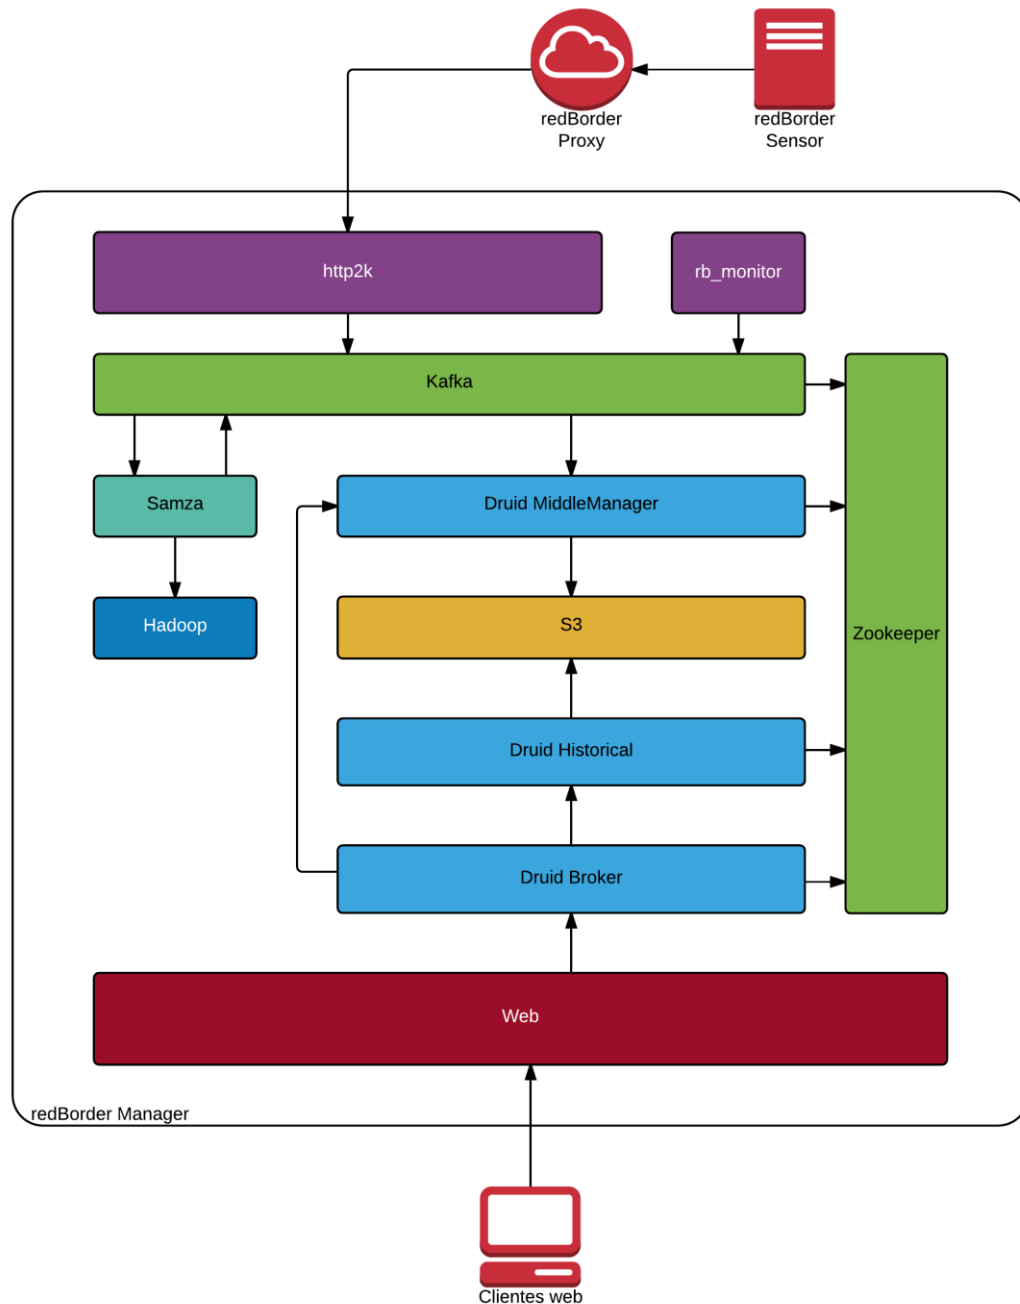 redBorder
Proxy
redBorder
Sensor
http2k
rb_monitor
Kafka
Samza
Druid MiddleManager
Hadoop
S3
Zookeeper
Druid Historical
Druid Broker
Web
redBorder Manager
Clientes web